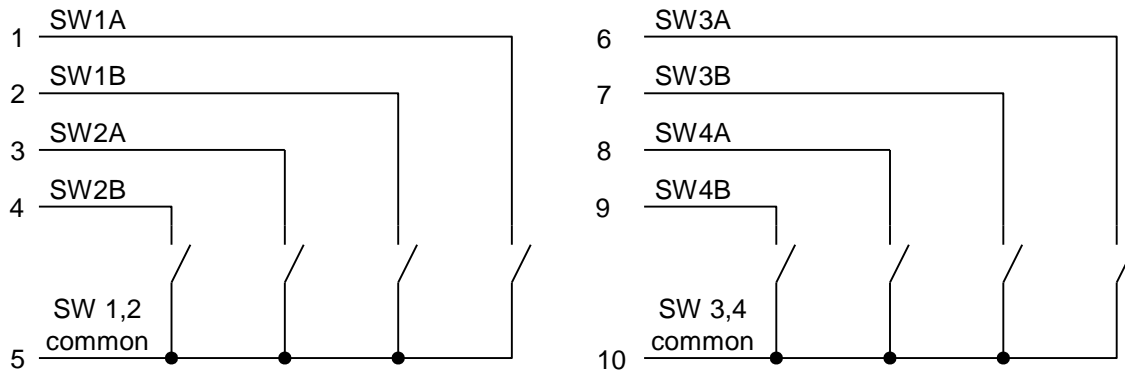 1 SW1A
2 SW1B
3 SW2A
4 SW2B
SW 1,2
5 common
6 SW3A
7 SW3B
8 SW4A
9 SW4B
SW 3,4
10 common